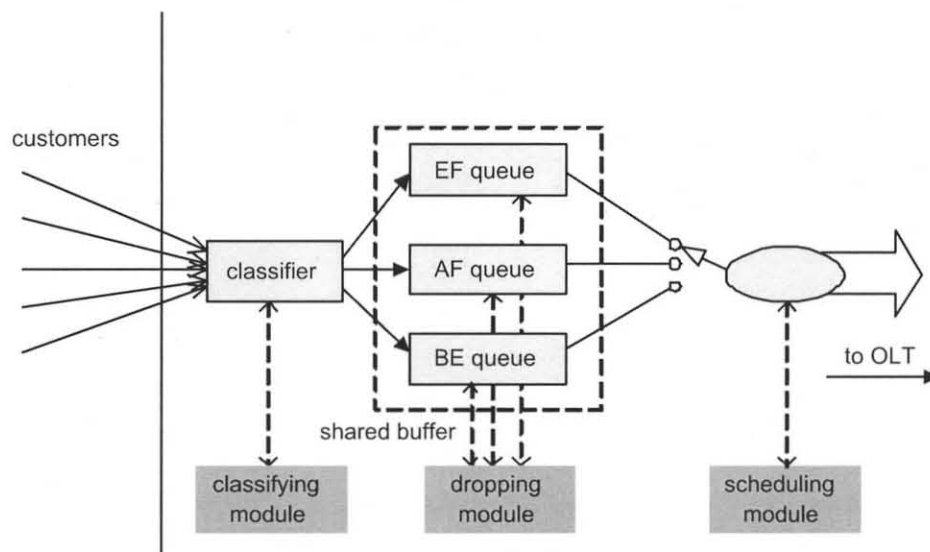 customers
classifier
EF queue
AF queue
BE queue
shared buffer
to OLT
classifying
module
dropping
module
scheduling
module